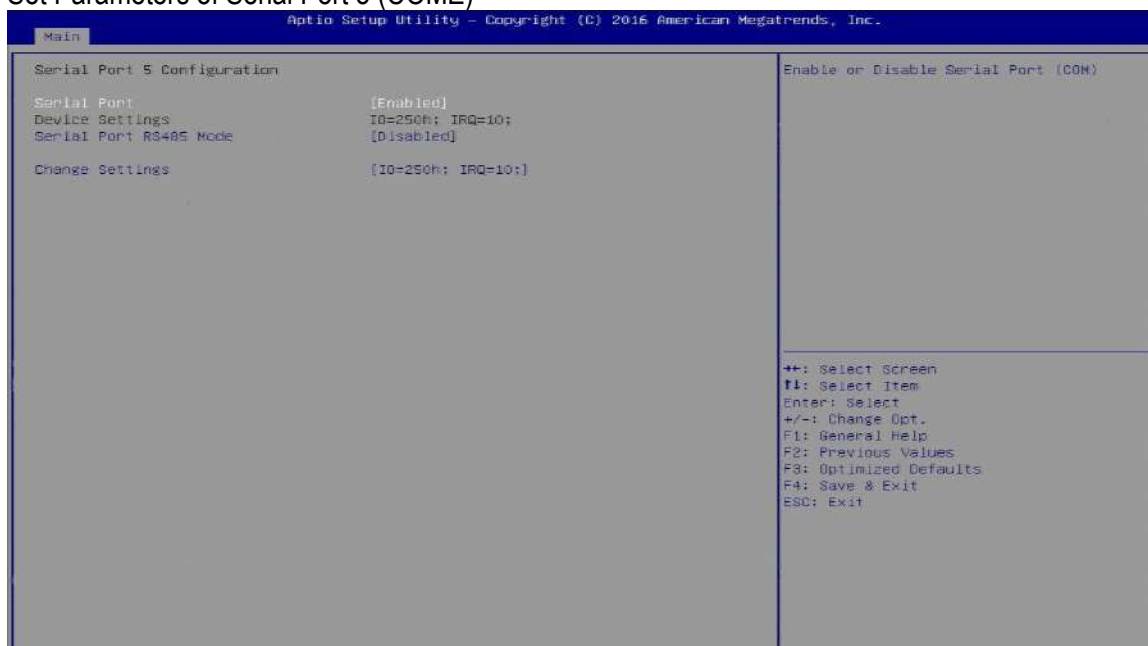 Set Parameters of Serial Port 5 (COME)
Aptio Setup Utility – Copyright (C) 2016 American Megatrends, Inc.
Main
Serial Port 5 Configuration
Serial Port [Enabled]
Device Settings IO=250h; IRQ=10;
Serial Port RS485 Mode [Disabled]
Change Settings [IO=250h; IRQ=10;]
Enable or Disable Serial Port (COM)
→←: Select Screen
↑↓: Select Item
Enter: Select
+/-: Change Opt.
F1: General Help
F2: Previous Values
F3: Optimized Defaults
F4: Save & Exit
ESC: Exit